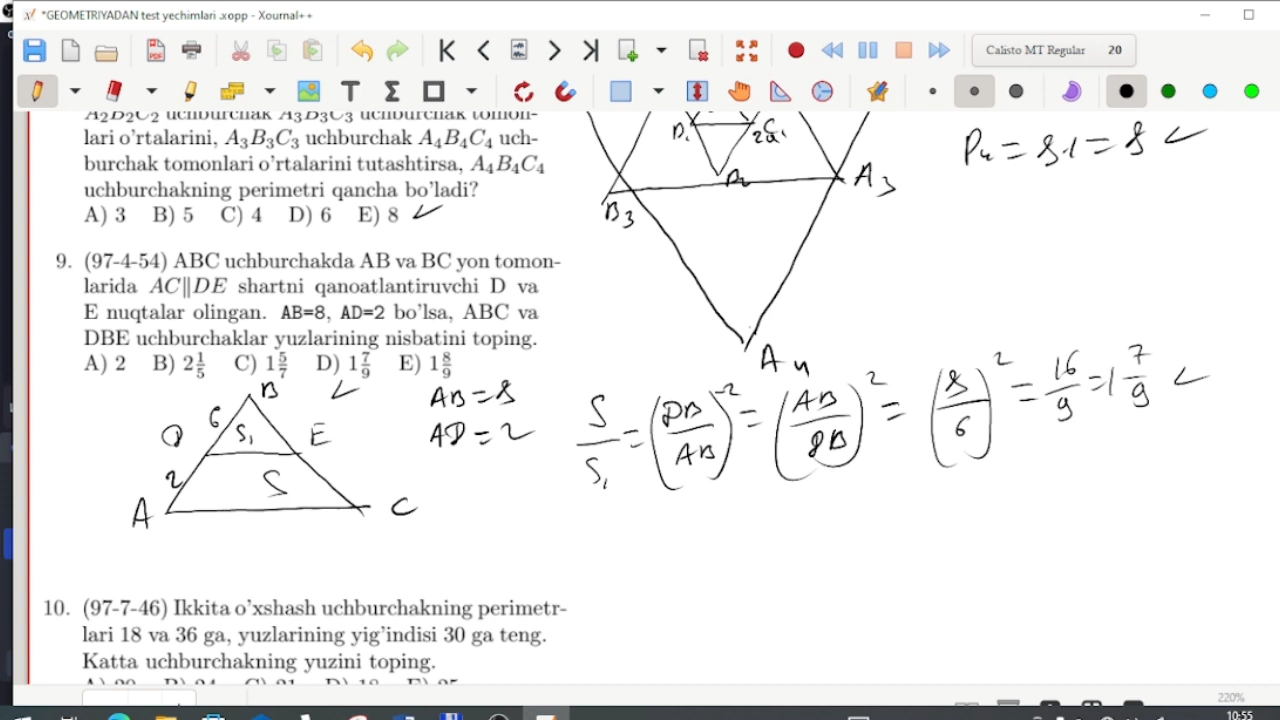 *GEOMETRIYADAN test yechimlari .xopp - Xournal++
Calisto MT Regular 20
A₂B₂C₂ uchburchak A₃B₃C₃ uchburchak tomon-
lari o'rtalarini, A₃B₃C₃ uchburchak A₄B₄C₄ uch-
burchak tomonlari o'rtalarini tutashtirsa, A₄B₄C₄
uchburchakning perimetri qancha bo'ladi?
A) 3 B) 5 C) 4 D) 6 E) 8 ✓
P₄ = 8·1 = 8 ✓
B₃
A₃
A₄
9. (97-4-54) ABC uchburchakda AB va BC yon tomon-
larida AC∥DE shartni qanoatlantiruvchi D va
E nuqtalar olingan. AB=8, AD=2 bo'lsa, ABC va
DBE uchburchaklar yuzlarining nisbatini toping.
A) 2 B) 2 1/5 C) 1 5/7 D) 1 7/9 E) 1 8/9
✓
B
6
D S₁ E
2 S
A C
AB = 8
AD = 2
S/S₁ = (DB/AB)⁻² = (AB/DB)² = (8/6)² = 16/9 = 1 7/9 ✓
10. (97-7-46) Ikkita o'xshash uchburchakning perimetr-
lari 18 va 36 ga, yuzlarining yig'indisi 30 ga teng.
Katta uchburchakning yuzini toping.
220%
10:55